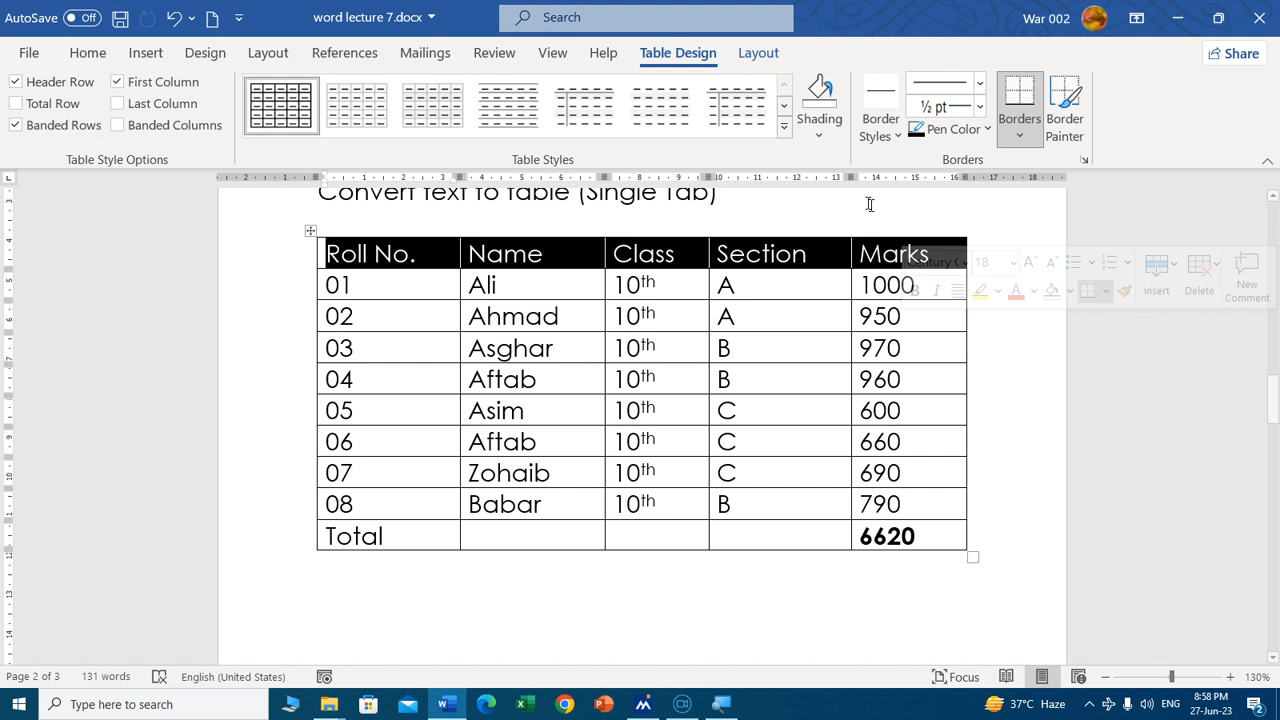 AutoSave Off word lecture 7.docx Search War 002
File Home Insert Design Layout References Mailings Review View Help Table Design Layout Share
Header Row First Column
Total Row Last Column
Banded Rows Banded Columns
Table Style Options
Table Styles
Shading
Border Styles
½ pt
Pen Color
Borders
Border Painter
Borders
Convert text to table (Single Tab)
Roll No. Name Class Section Marks
01 Ali 10th A 1000
02 Ahmad 10th A 950
03 Asghar 10th B 970
04 Aftab 10th B 960
05 Asim 10th C 600
06 Aftab 10th C 660
07 Zohaib 10th C 690
08 Babar 10th B 790
Total 6620
18
Insert Delete New Comment
Page 2 of 3 131 words English (United States) Focus 130%
Type here to search 37°C Haze ENG 8:58 PM
27-Jun-23